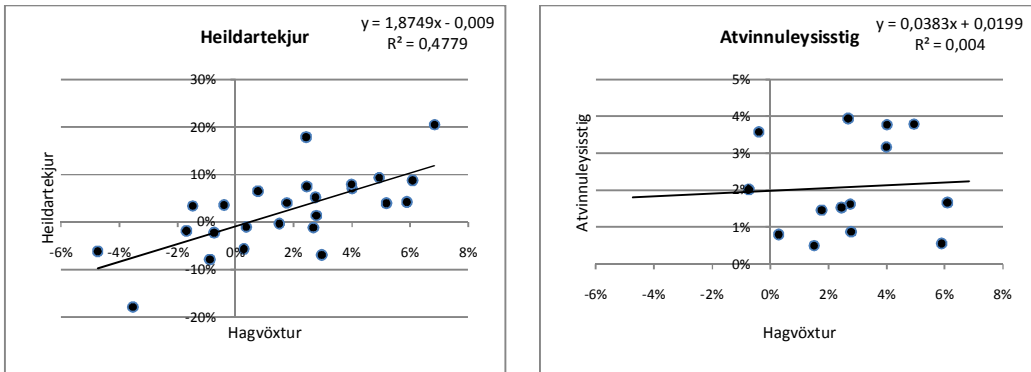 y = 1,8749x - 0,009
R² = 0,4779
Heildartekjur
30%
20%
10%
0%
-10%
-20%
-6%
-4%
-2%
0%
2%
4%
6%
8%
Heildartekjur
Hagvöxtur
y = 0,0383x + 0,0199
R² = 0,004
Atvinnuleysisstig
5%
4%
3%
2%
1%
0%
-6%
-4%
-2%
0%
2%
4%
6%
8%
Atvinnuleysisstig
Hagvöxtur